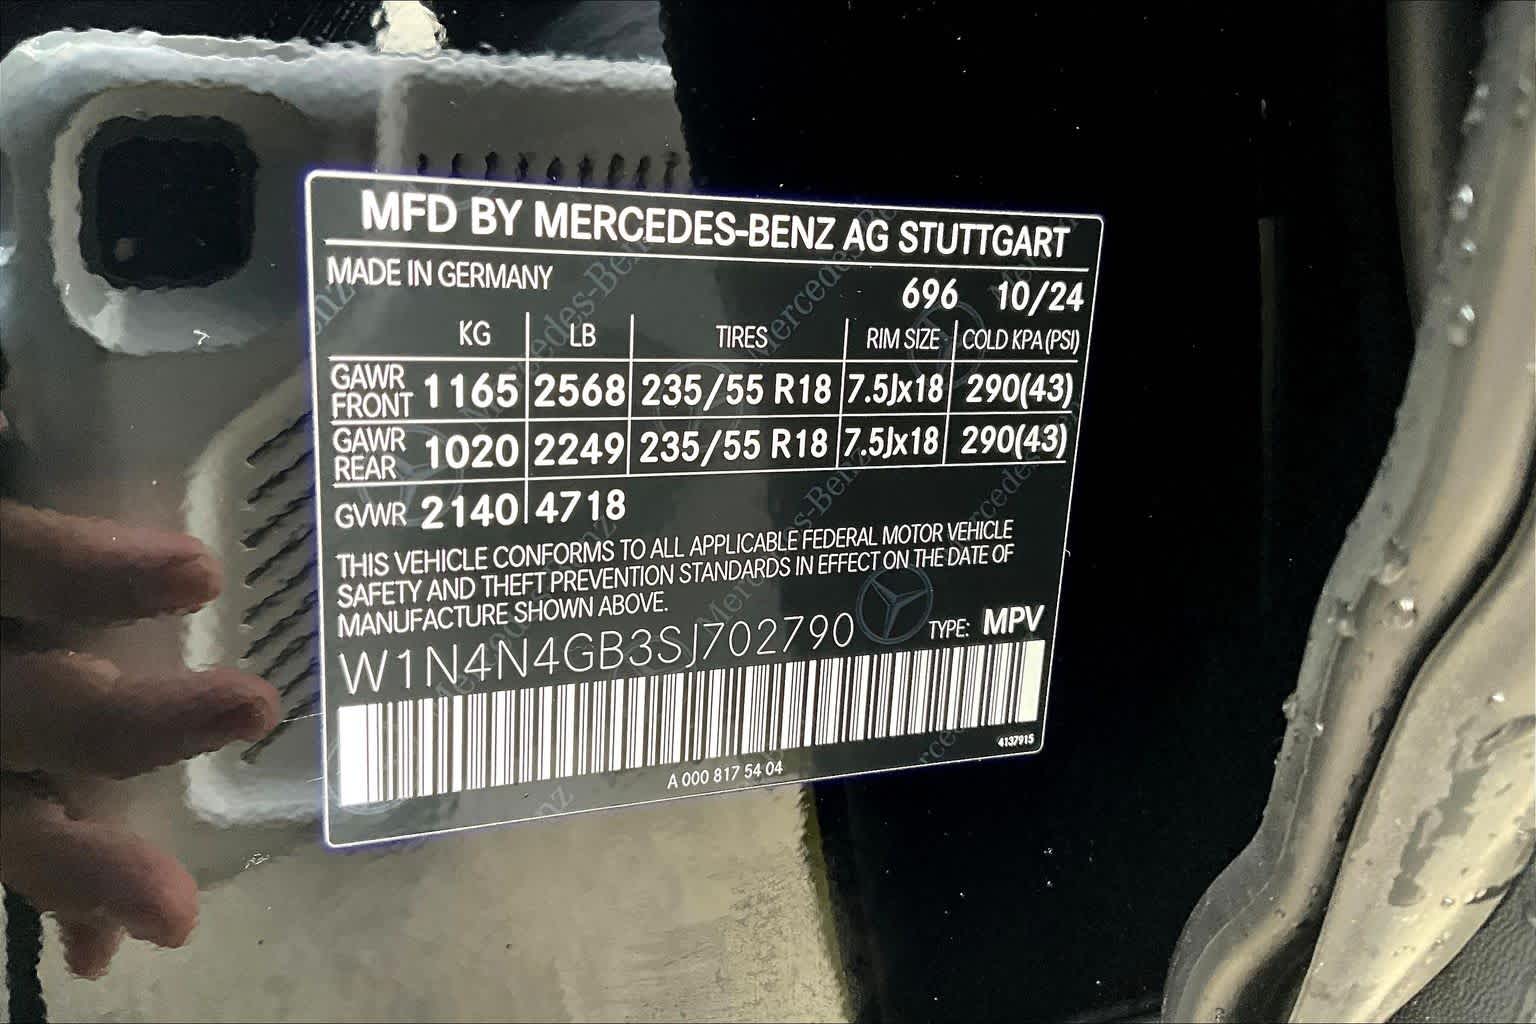 MFD BY MERCEDES-BENZ AG STUTTGART
MADE IN GERMANY
696 10/24
KG LB TIRES RIM SIZE COLD KPA (PSI)
GAWR FRONT 1165 2568 235/55 R18 7.5Jx18 290(43)
GAWR REAR 1020 2249 235/55 R18 7.5Jx18 290(43)
GVWR 2140 4718
THIS VEHICLE CONFORMS TO ALL APPLICABLE FEDERAL MOTOR VEHICLE
SAFETY AND THEFT PREVENTION STANDARDS IN EFFECT ON THE DATE OF
MANUFACTURE SHOWN ABOVE.
W1N4N4GB3SJ702790 TYPE: MPV
4137915
A 000 817 54 04